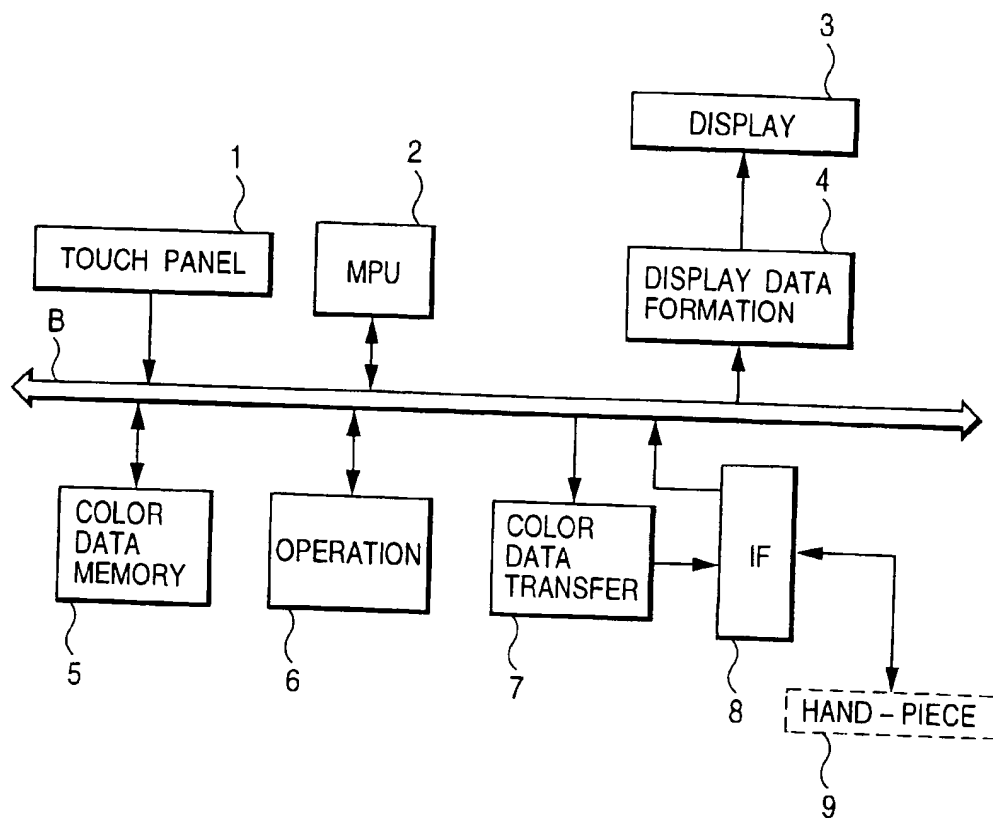 3
DISPLAY
1
2
4
TOUCH PANEL
MPU
DISPLAY DATA
FORMATION
B
COLOR
DATA
MEMORY
OPERATION
COLOR
DATA
TRANSFER
IF
5
6
7
8
HAND – PIECE
9